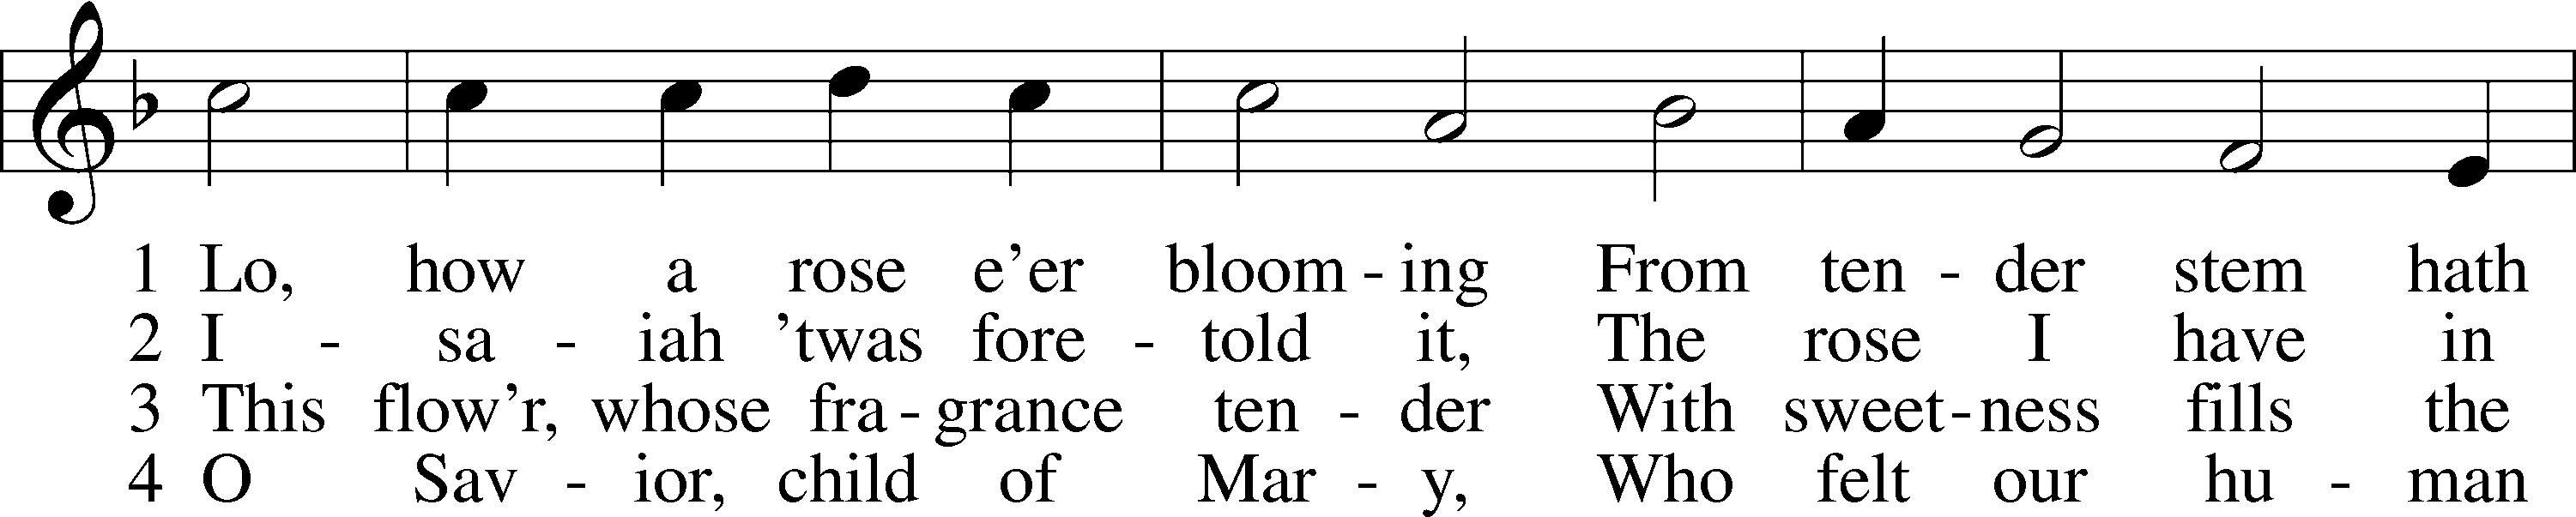 1 Lo, how a rose e’er bloom - ing From ten - der stem hath
2 I - sa - iah ’twas fore - told it, The rose I have in
3 This flow’r, whose fra - grance ten - der With sweet - ness fills the
4 O Sav - ior, child of Mar - y, Who felt our hu - man